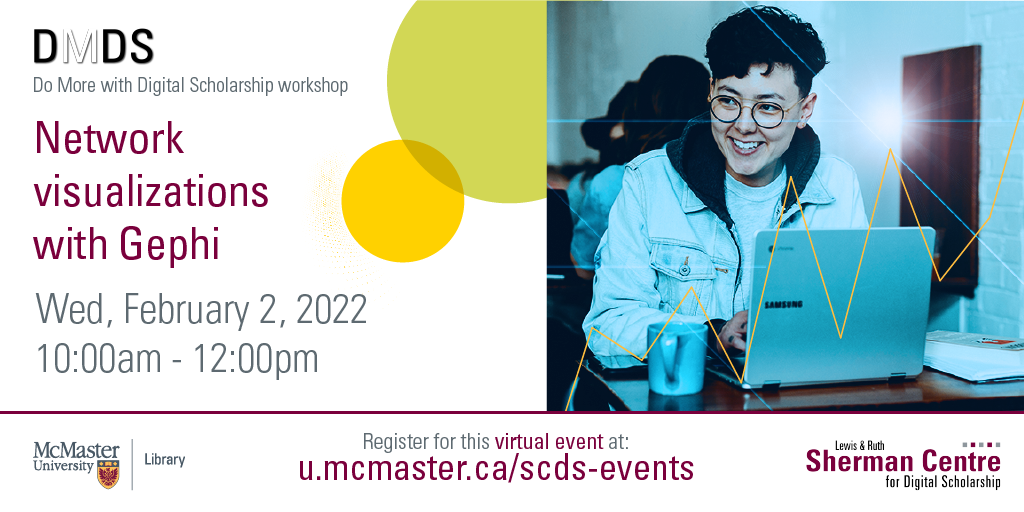 DMDS
Do More with Digital Scholarship workshop
Network
visualizations
with Gephi
Wed, February 2, 2022
10:00am - 12:00pm
SAMSUNG
McMaster
University
Library
Register for this virtual event at:
u.mcmaster.ca/scds-events
Lewis & Ruth
Sherman Centre
for Digital Scholarship